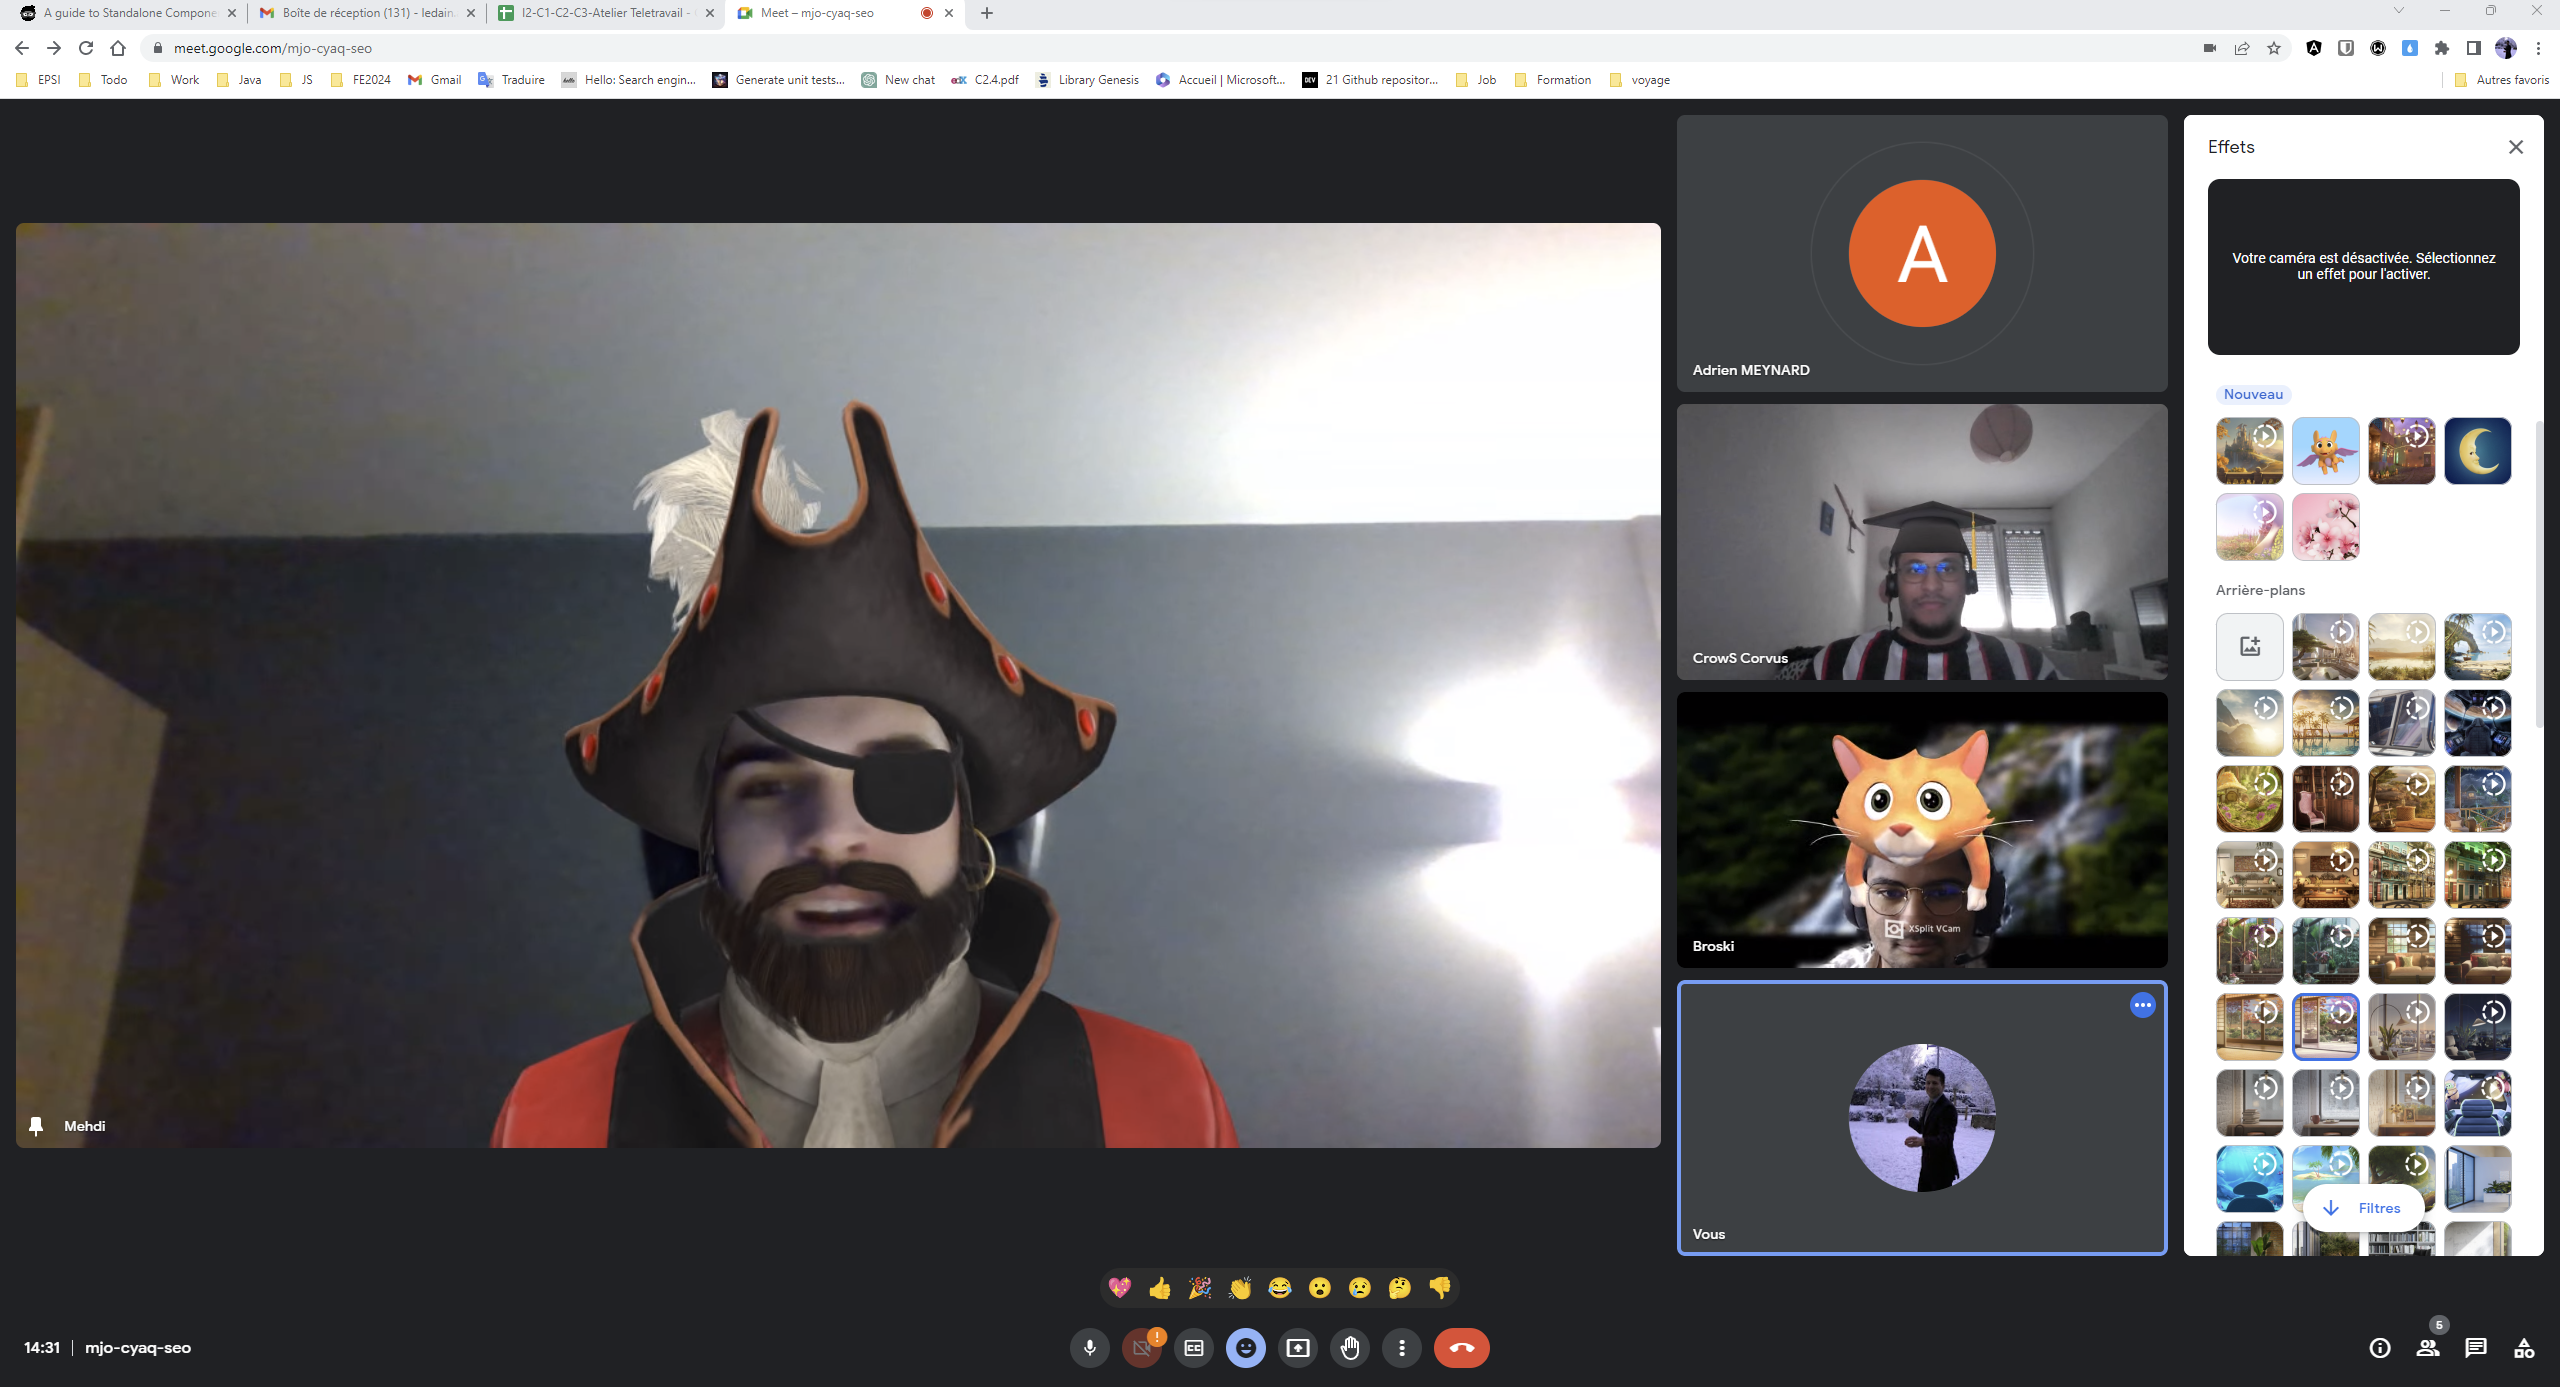 A guide to Standalone Compone
Boîte de réception (131) - ledain.
I2-C1-C2-C3-Atelier Teletravail -
Meet – mjo-cyaq-seo
meet.google.com/mjo-cyaq-seo
EPSI
Todo
Work
Java
JS
FE2024
Gmail
Traduire
Hello: Search engin...
Generate unit tests...
New chat
edX
C2.4.pdf
Library Genesis
Accueil | Microsoft...
DEV
21 Github repositor...
Job
Formation
voyage
Autres favoris
Effets
Votre caméra est désactivée. Sélectionnez
un effet pour l'activer.
Nouveau
Arrière-plans
Filtres
A
Adrien MEYNARD
CrowS Corvus
XSplit VCam
Broski
Vous
Mehdi
14:31 | mjo-cyaq-seo
CC
5